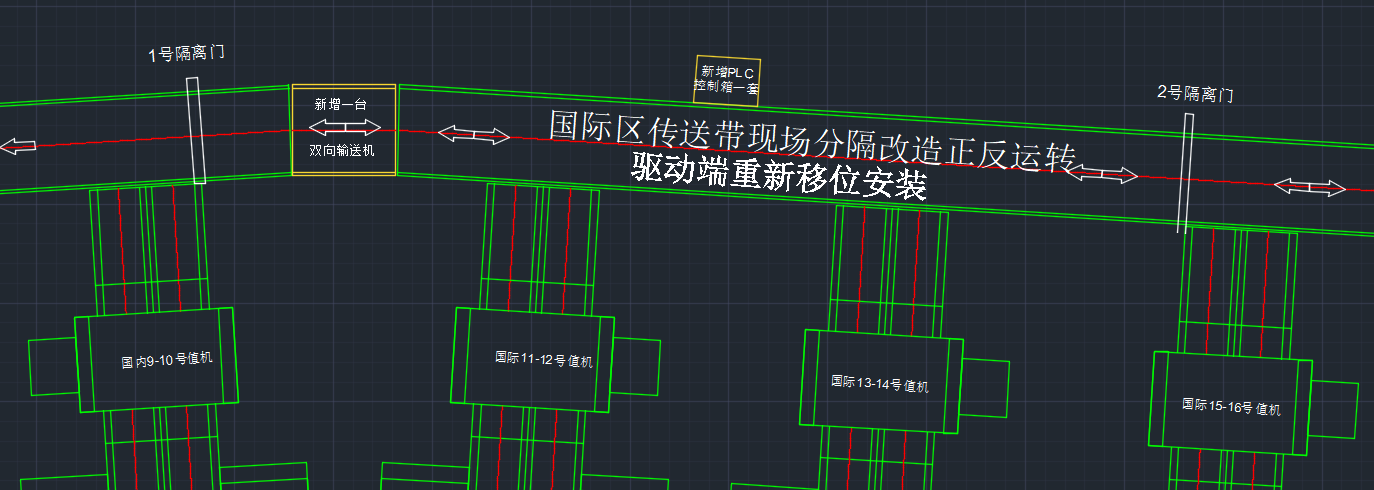 1号隔离门
新增一台
双向输送机
新增PLC
控制箱一套
2号隔离门
国际区传送带现场分隔改造正反运转
驱动端重新移位安装
国内9-10号值机
国际11-12号值机
国际13-14号值机
国际15-16号值机